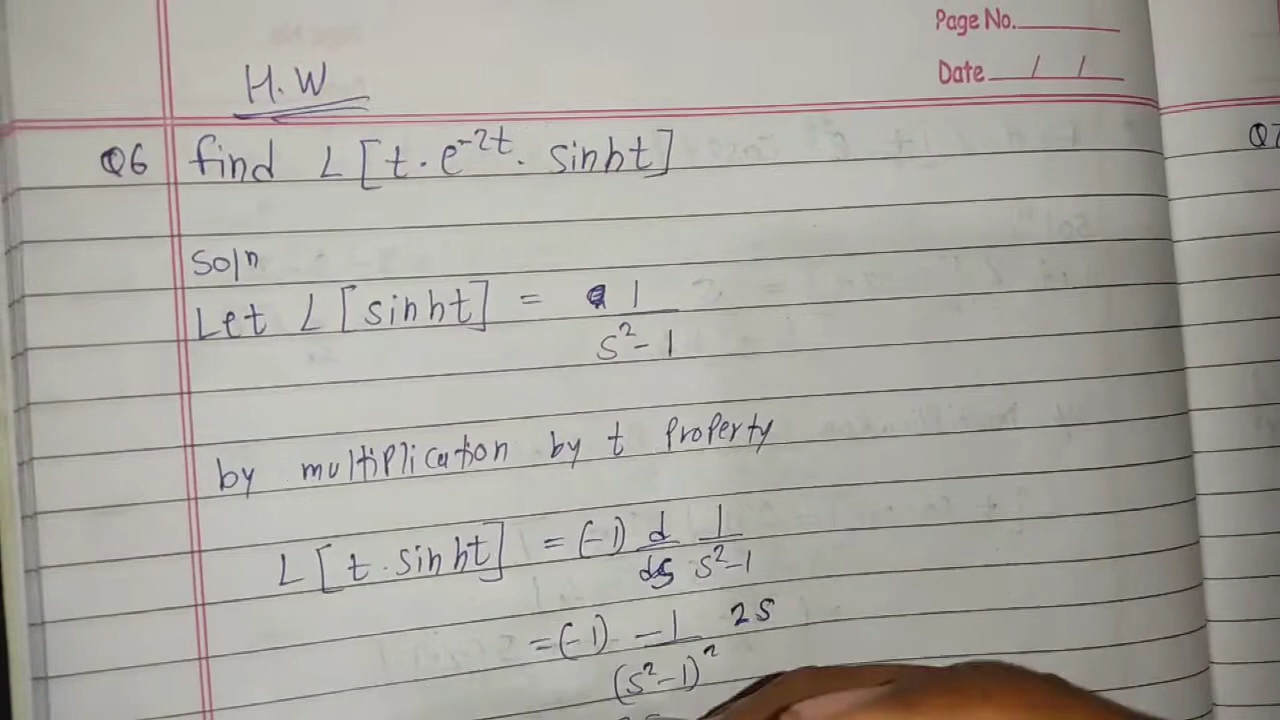 Page No.
Date / /
H.W
Q6 find L[t. e^-2t. sinht]
Soln
Let L[sinht] = 1/(s²-1)
by multiplication by t property
L[t.sinht] = (-1) d/ds 1/(s²-1)
= (-1) -1/(s²-1)² 2s